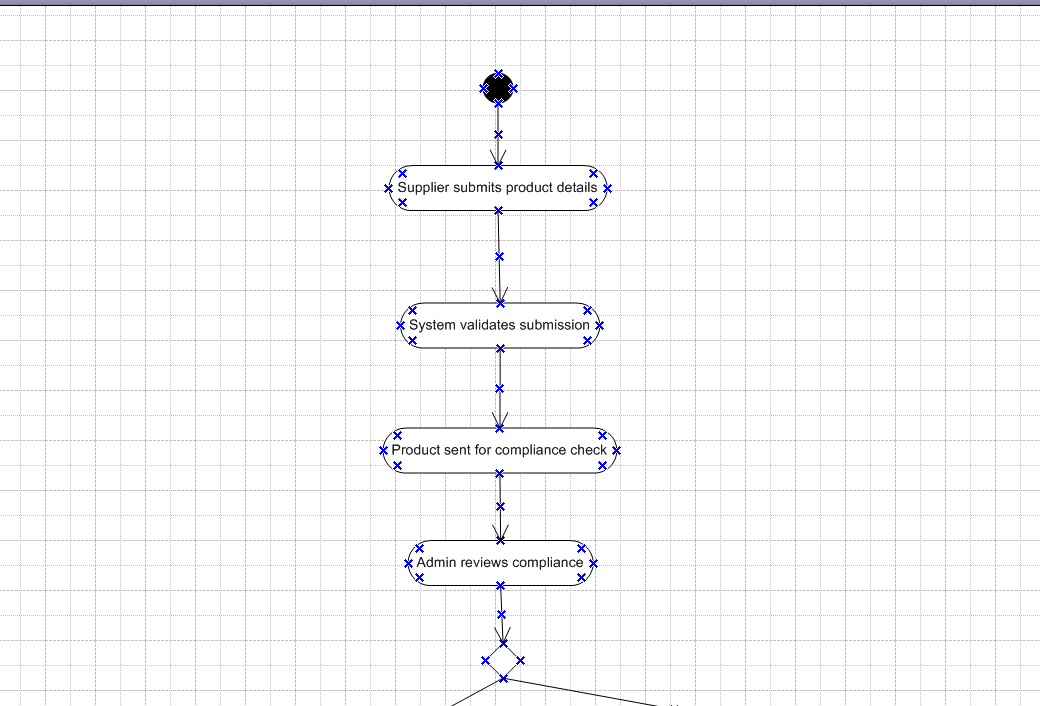 Supplier submits product details
System validates submission
Product sent for compliance check
Admin reviews compliance